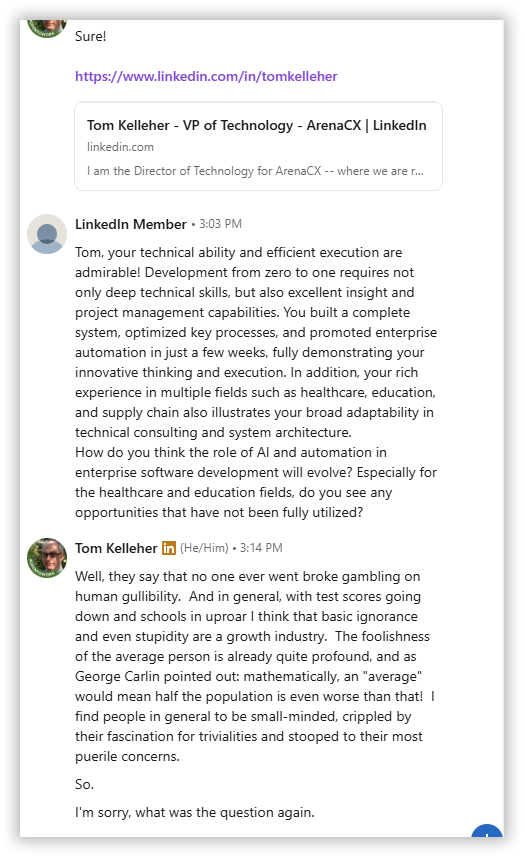 Sure!
https://www.linkedin.com/in/tomkelleher
Tom Kelleher - VP of Technology - ArenaCX | LinkedIn
linkedin.com
I am the Director of Technology for ArenaCX -- where we are r...
LinkedIn Member • 3:03 PM
Tom, your technical ability and efficient execution are
admirable! Development from zero to one requires not
only deep technical skills, but also excellent insight and
project management capabilities. You built a complete
system, optimized key processes, and promoted enterprise
automation in just a few weeks, fully demonstrating your
innovative thinking and execution. In addition, your rich
experience in multiple fields such as healthcare, education,
and supply chain also illustrates your broad adaptability in
technical consulting and system architecture.
How do you think the role of AI and automation in
enterprise software development will evolve? Especially for
the healthcare and education fields, do you see any
opportunities that have not been fully utilized?
Tom Kelleher in (He/Him) • 3:14 PM
Well, they say that no one ever went broke gambling on
human gullibility.  And in general, with test scores going
down and schools in uproar I think that basic ignorance
and even stupidity are a growth industry.  The foolishness
of the average person is already quite profound, and as
George Carlin pointed out: mathematically, an "average"
would mean half the population is even worse than that!  I
find people in general to be small-minded, crippled by
their fascination for trivialities and stooped to their most
puerile concerns.
So.
I'm sorry, what was the question again.